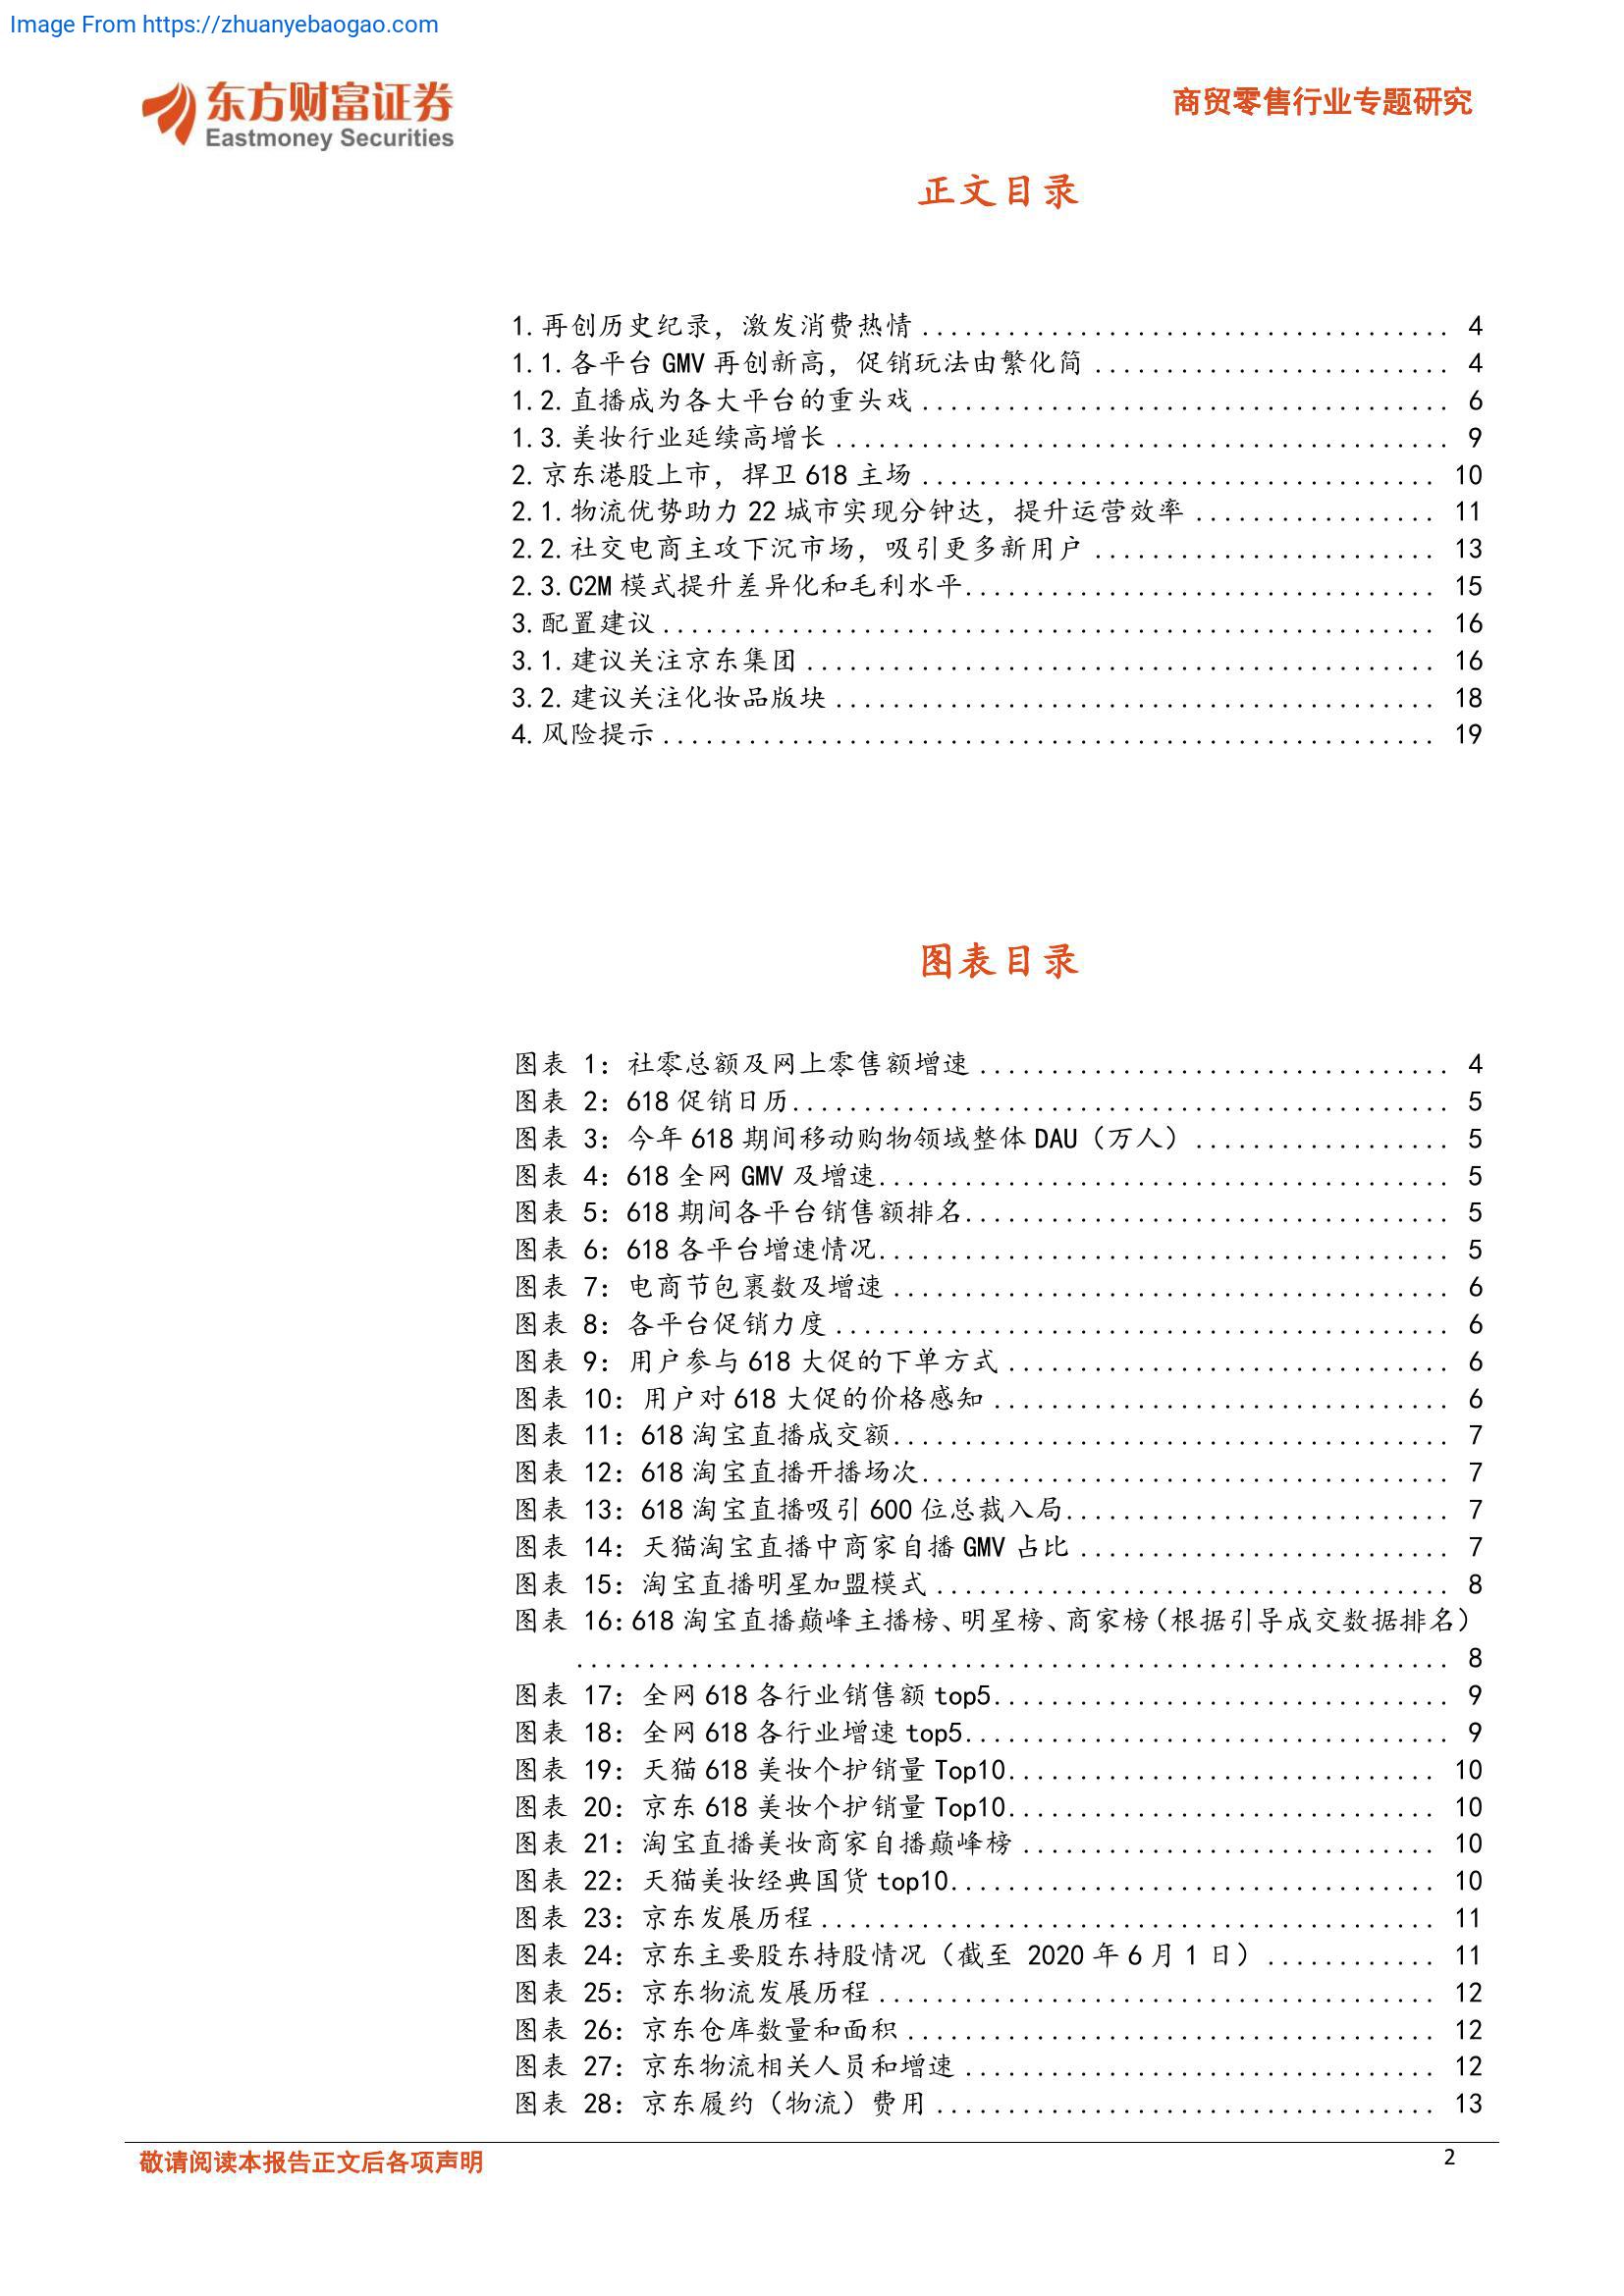 Image From https://zhuanyebaogao.com
东方财富证券
Eastmoney Securities
商贸零售行业专题研究
正文目录
1.再创历史纪录，激发消费热情..................................... 4
1.1.各平台 GMV 再创新高，促销玩法由繁化简......................... 4
1.2.直播成为各大平台的重头戏..................................... 6
1.3.美妆行业延续高增长........................................... 9
2.京东港股上市，捍卫 618 主场.................................... 10
2.1.物流优势助力 22 城市实现分钟达，提升运营效率................. 11
2.2.社交电商主攻下沉市场，吸引更多新用户........................ 13
2.3.C2M 模式提升差异化和毛利水平................................. 15
3.配置建议...................................................... 16
3.1.建议关注京东集团............................................ 16
3.2.建议关注化妆品版块.......................................... 18
4.风险提示...................................................... 19
图表目录
图表 1：社零总额及网上零售额增速................................. 4
图表 2：618 促销日历.............................................. 5
图表 3：今年 618 期间移动购物领域整体 DAU（万人）.................. 5
图表 4：618 全网 GMV 及增速........................................ 5
图表 5：618 期间各平台销售额排名.................................. 5
图表 6：618 各平台增速情况........................................ 5
图表 7：电商节包裹数及增速....................................... 6
图表 8：各平台促销力度........................................... 6
图表 9：用户参与 618 大促的下单方式............................... 6
图表 10：用户对 618 大促的价格感知................................ 6
图表 11：618 淘宝直播成交额....................................... 7
图表 12：618 淘宝直播开播场次..................................... 7
图表 13：618 淘宝直播吸引 600 位总裁入局........................... 7
图表 14：天猫淘宝直播中商家自播 GMV 占比.......................... 7
图表 15：淘宝直播明星加盟模式.................................... 8
图表 16：618 淘宝直播巅峰主播榜、明星榜、商家榜（根据引导成交数据排名）
............................................................. 8
图表 17：全网 618 各行业销售额 top5................................ 9
图表 18：全网 618 各行业增速 top5.................................. 9
图表 19：天猫 618 美妆个护销量 Top10.............................. 10
图表 20：京东 618 美妆个护销量 Top10.............................. 10
图表 21：淘宝直播美妆商家自播巅峰榜............................. 10
图表 22：天猫美妆经典国货 top10.................................. 10
图表 23：京东发展历程........................................... 11
图表 24：京东主要股东持股情况（截至 2020 年 6 月 1 日）............ 11
图表 25：京东物流发展历程....................................... 12
图表 26：京东仓库数量和面积..................................... 12
图表 27：京东物流相关人员和增速................................. 12
图表 28：京东履约（物流）费用................................... 13
敬请阅读本报告正文后各项声明
2